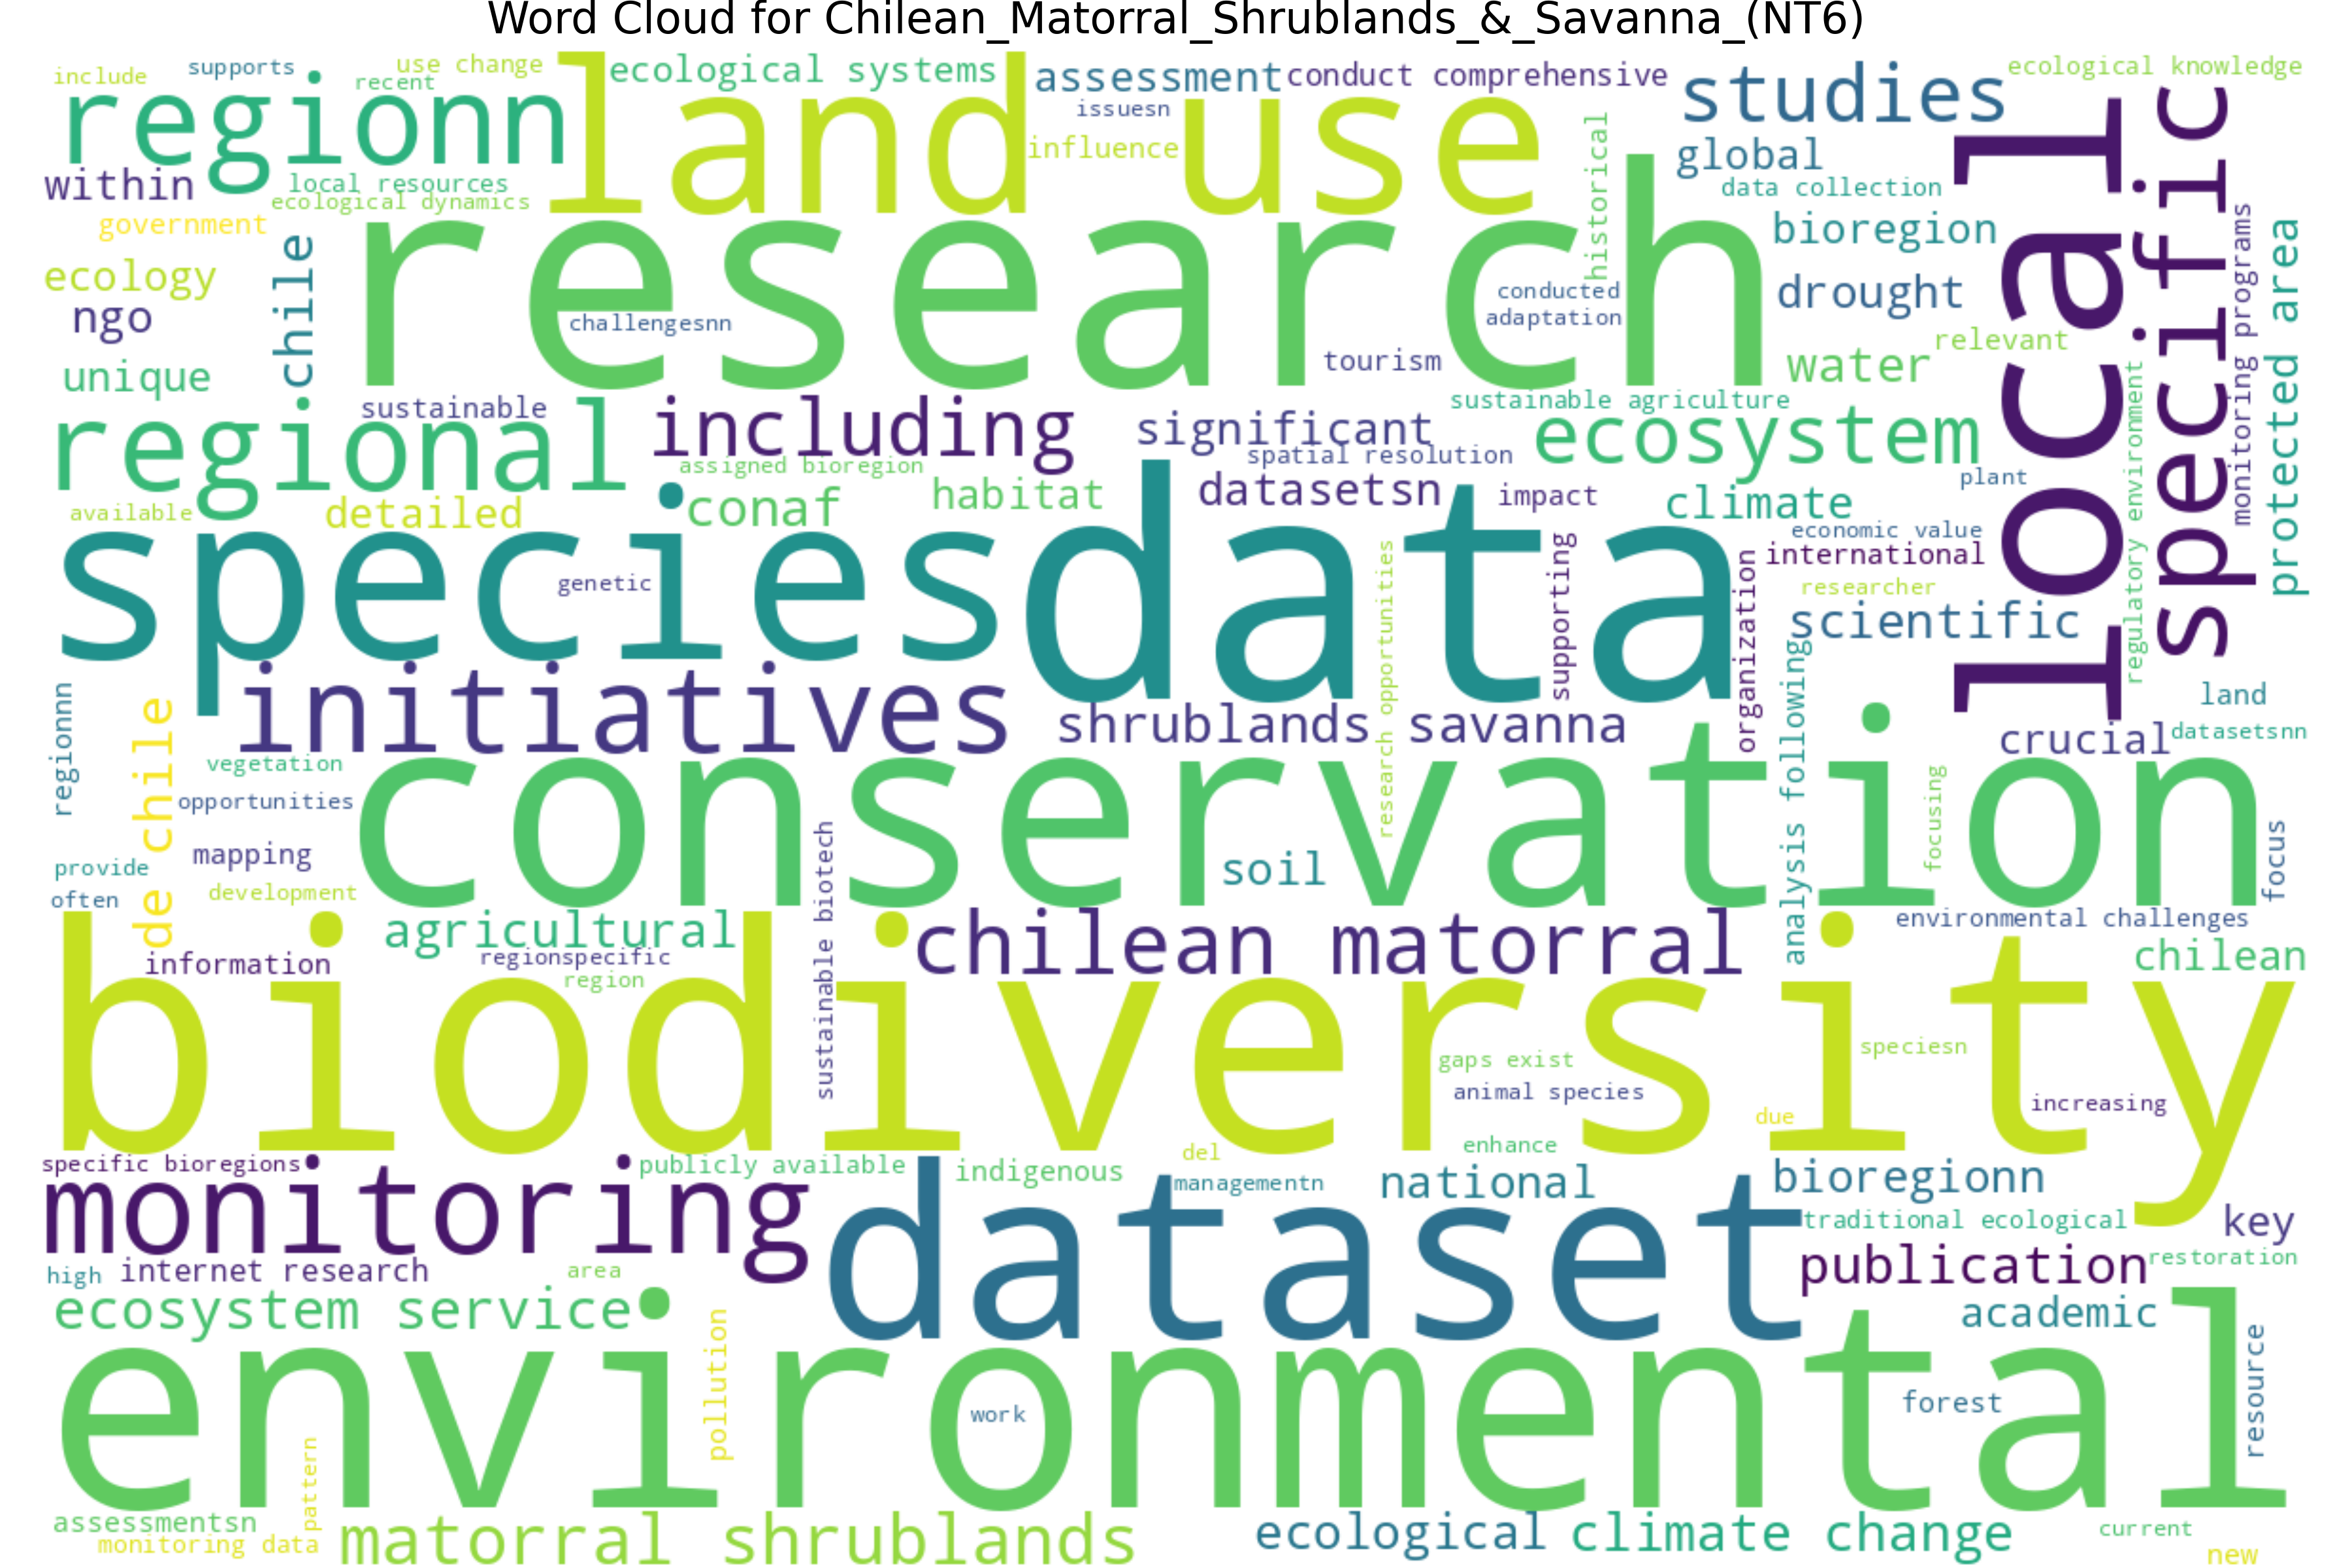 Word Cloud for Chilean_Matorral_Shrublands_&_Savanna_(NT6)
include
supports
recent
use change
ecological systems
assessment
conduct comprehensive
issuesn
studies
ecological knowledge
regionn
land use
influence
historical
global
local
specific
within
local resources
ecological dynamics
data collection
government
research
bioregion
monitoring programs
protected area
ecology
chile
ngo
challengesnn
conducted
adaptation
drought
unique
tourism
water
relevant
regulatory environment
regional
sustainable
including
significant
sustainable agriculture
ecosystem
assigned bioregion
spatial resolution
available
detailed
conaf
habitat
datasetsn
impact
climate
plant
species
data
economic value
international
genetic
research opportunities
supporting
organization
researcher
scientific
initiatives
shrublands savanna
analysis following
land
regionnn
de chile
crucial
datasetsnn
vegetation
opportunities
conservation
focusing
focus
mapping
provide
often
development
sustainable biotech
soil
agricultural
chilean matorral
environmental challenges
information
regionspecific
region
chilean
biodiversity
gaps exist
speciesn
animal species
due
increasing
enhance
del
specific bioregions
publicly available
indigenous
managementn
national
bioregionn
monitoring
dataset
traditional ecological
key
high
internet research
area
publication
restoration
ecosystem service
academic
pollution
resource
environmental
work
forest
pattern
assessmentsn
monitoring data
matorral shrublands
ecological
climate change
current
new